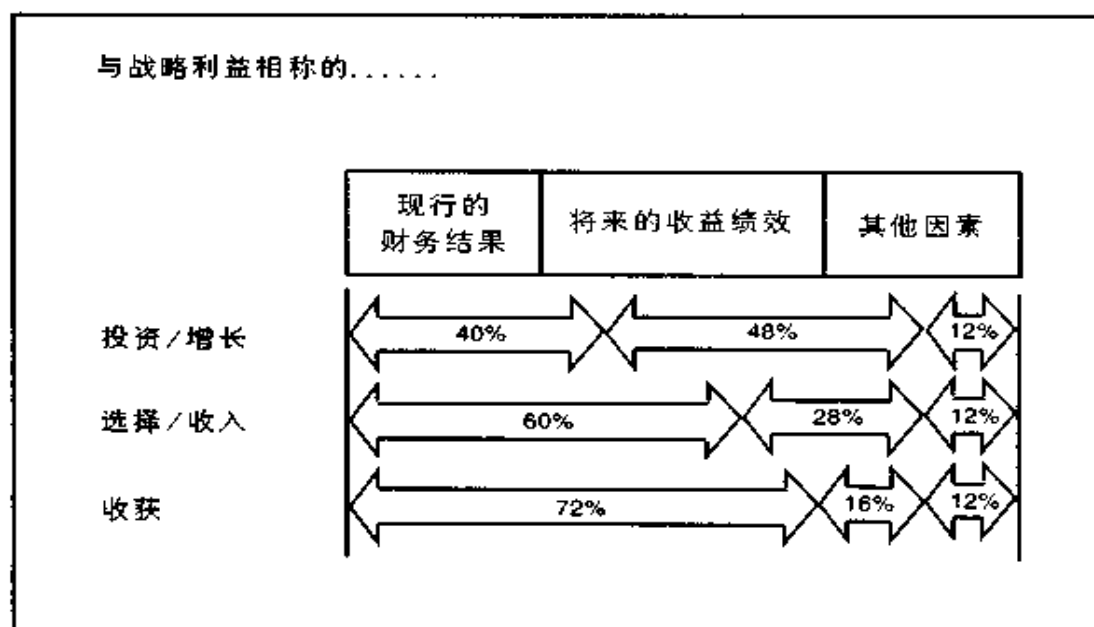 与战略利益相称的......
现行的
财务结果
将来的收益绩效
其他因素
投资/增长
40%
48%
12%
选择/收入
60%
28%
12%
收获
72%
16%
12%